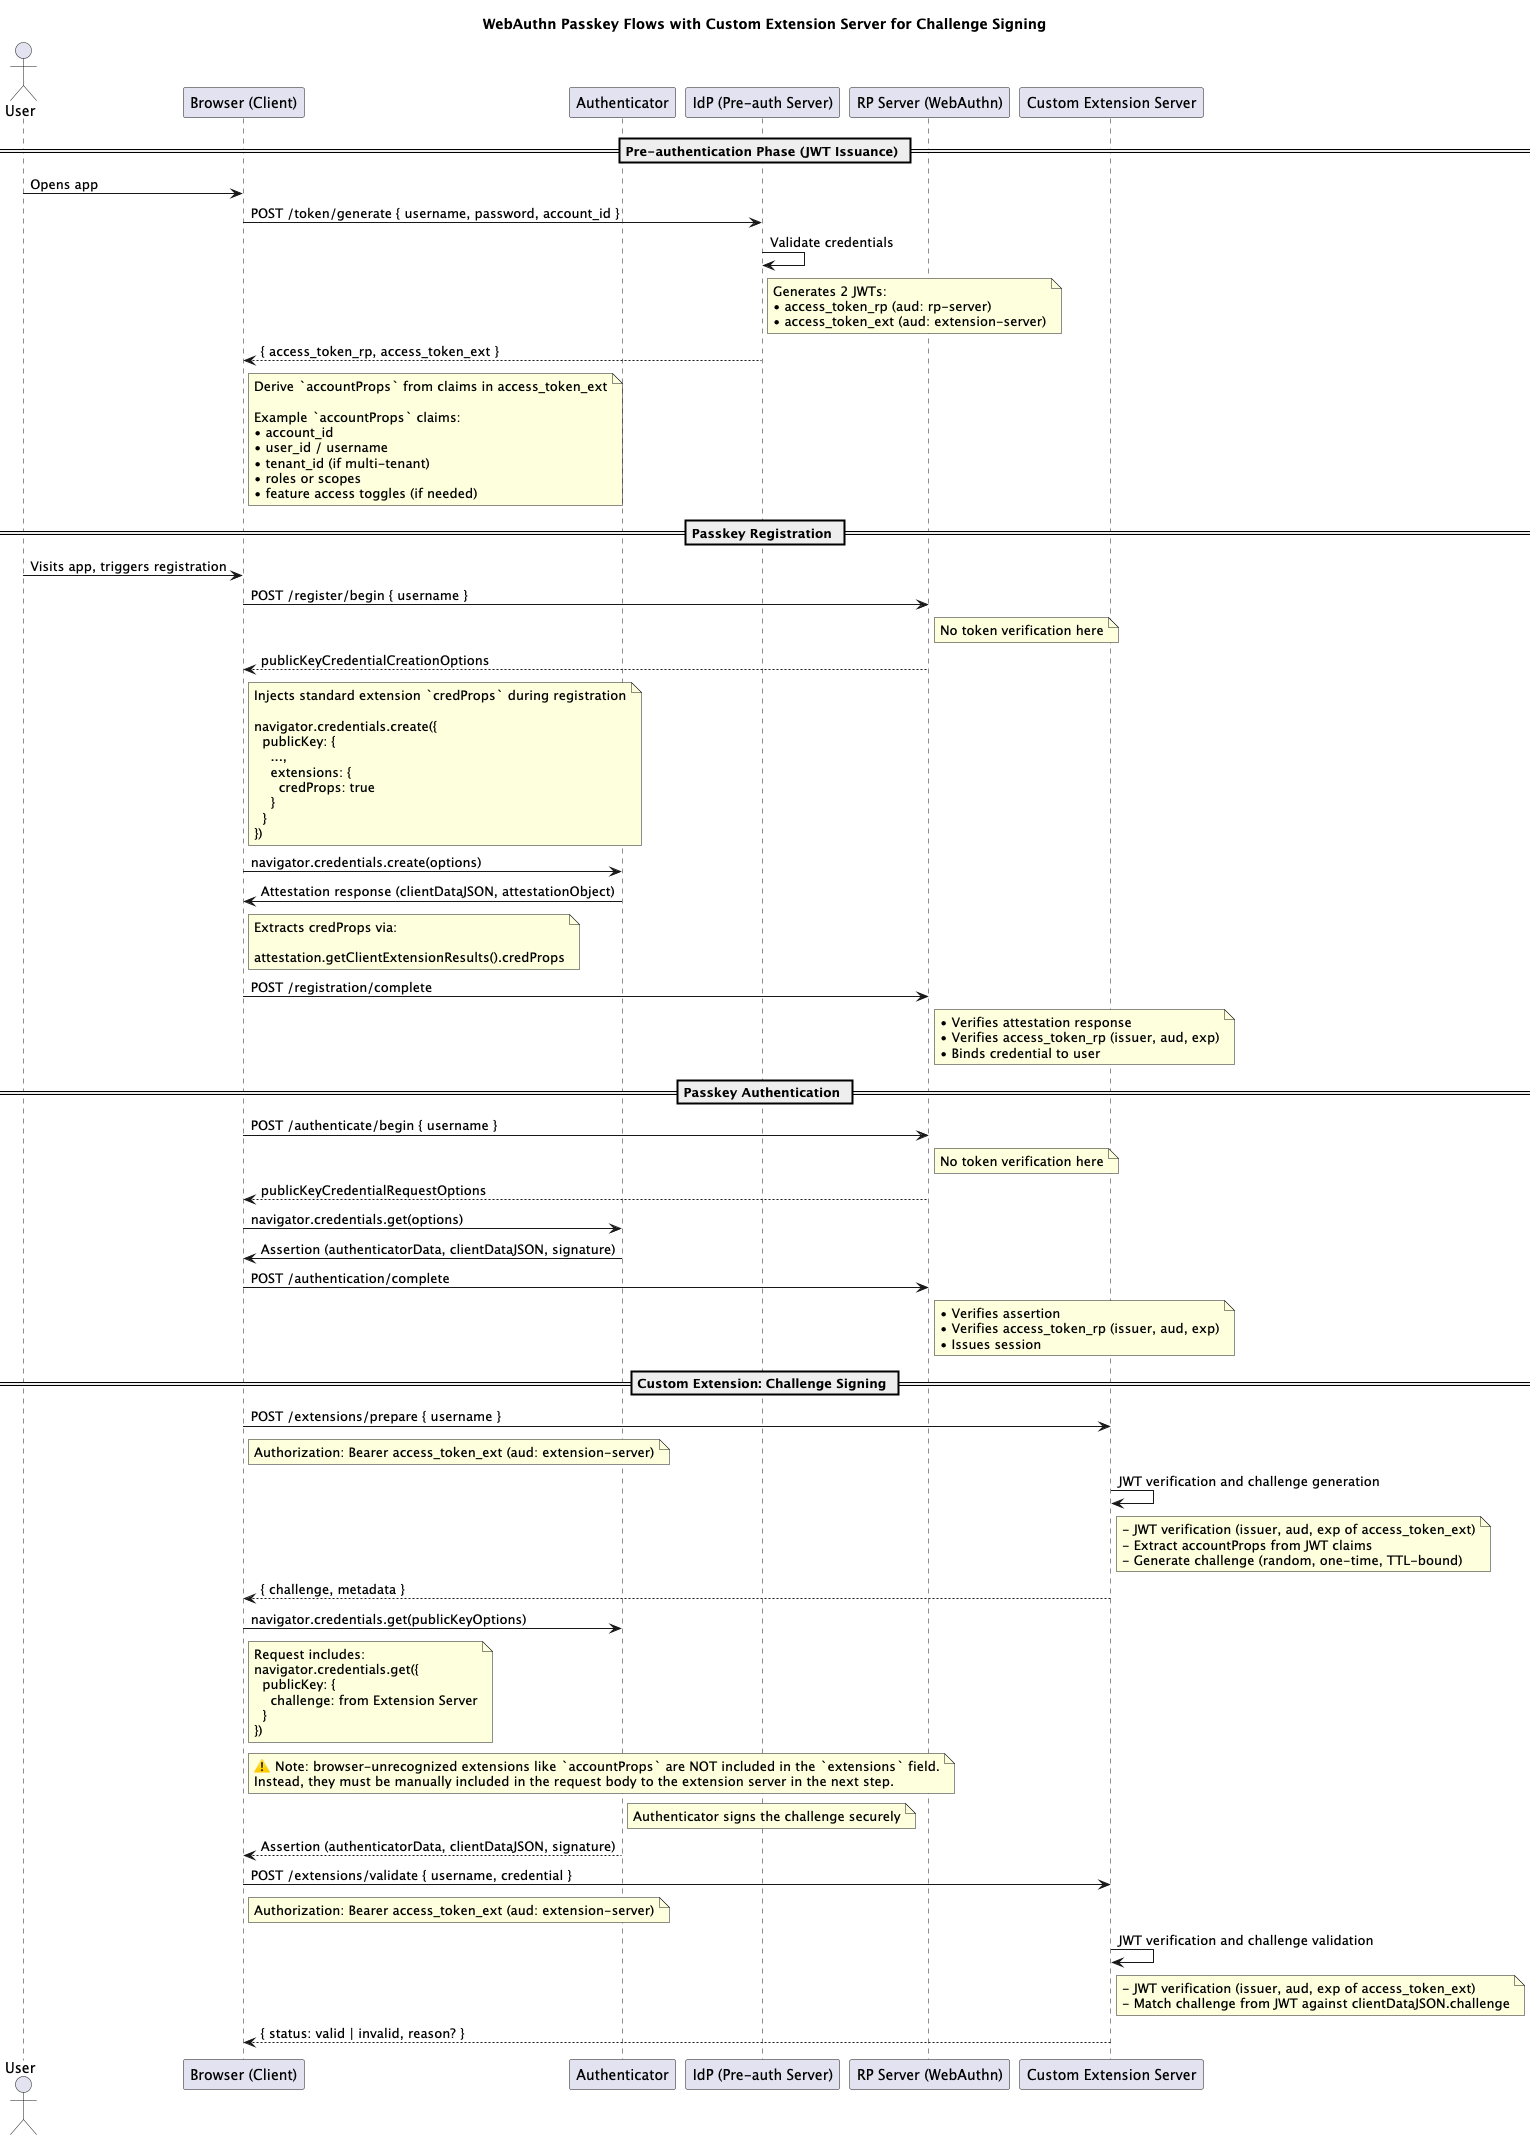 WebAuthn Passkey Flows with Custom Extension Server for Challenge Signing
User
Browser (Client)
Authenticator
IdP (Pre-auth Server)
RP Server (WebAuthn)
Custom Extension Server
Pre-authentication Phase (JWT Issuance)
Opens app
POST /token/generate { username, password, account_id }
Validate credentials
Generates 2 JWTs:
• access_token_rp (aud: rp-server)
• access_token_ext (aud: extension-server)
{ access_token_rp, access_token_ext }
Derive `accountProps` from claims in access_token_ext
Example `accountProps` claims:
• account_id
• user_id / username
• tenant_id (if multi-tenant)
• roles or scopes
• feature access toggles (if needed)
Passkey Registration
Visits app, triggers registration
POST /register/begin { username }
No token verification here
publicKeyCredentialCreationOptions
Injects standard extension `credProps` during registration
navigator.credentials.create({
publicKey: {
...,
extensions: {
credProps: true
}
}
})
navigator.credentials.create(options)
Attestation response (clientDataJSON, attestationObject)
Extracts credProps via:
attestation.getClientExtensionResults().credProps
POST /registration/complete
• Verifies attestation response
• Verifies access_token_rp (issuer, aud, exp)
• Binds credential to user
Passkey Authentication
POST /authenticate/begin { username }
No token verification here
publicKeyCredentialRequestOptions
navigator.credentials.get(options)
Assertion (authenticatorData, clientDataJSON, signature)
POST /authentication/complete
• Verifies assertion
• Verifies access_token_rp (issuer, aud, exp)
• Issues session
Custom Extension: Challenge Signing
POST /extensions/prepare { username }
Authorization: Bearer access_token_ext (aud: extension-server)
JWT verification and challenge generation
- JWT verification (issuer, aud, exp of access_token_ext)
- Extract accountProps from JWT claims
- Generate challenge (random, one-time, TTL-bound)
{ challenge, metadata }
navigator.credentials.get(publicKeyOptions)
Request includes:
navigator.credentials.get({
publicKey: {
challenge: from Extension Server
}
})
⚠ Note: browser-unrecognized extensions like `accountProps` are NOT included in the `extensions` field.
Instead, they must be manually included in the request body to the extension server in the next step.
Authenticator signs the challenge securely
Assertion (authenticatorData, clientDataJSON, signature)
POST /extensions/validate { username, credential }
Authorization: Bearer access_token_ext (aud: extension-server)
JWT verification and challenge validation
- JWT verification (issuer, aud, exp of access_token_ext)
- Match challenge from JWT against clientDataJSON.challenge
{ status: valid | invalid, reason? }
User
Browser (Client)
Authenticator
IdP (Pre-auth Server)
RP Server (WebAuthn)
Custom Extension Server